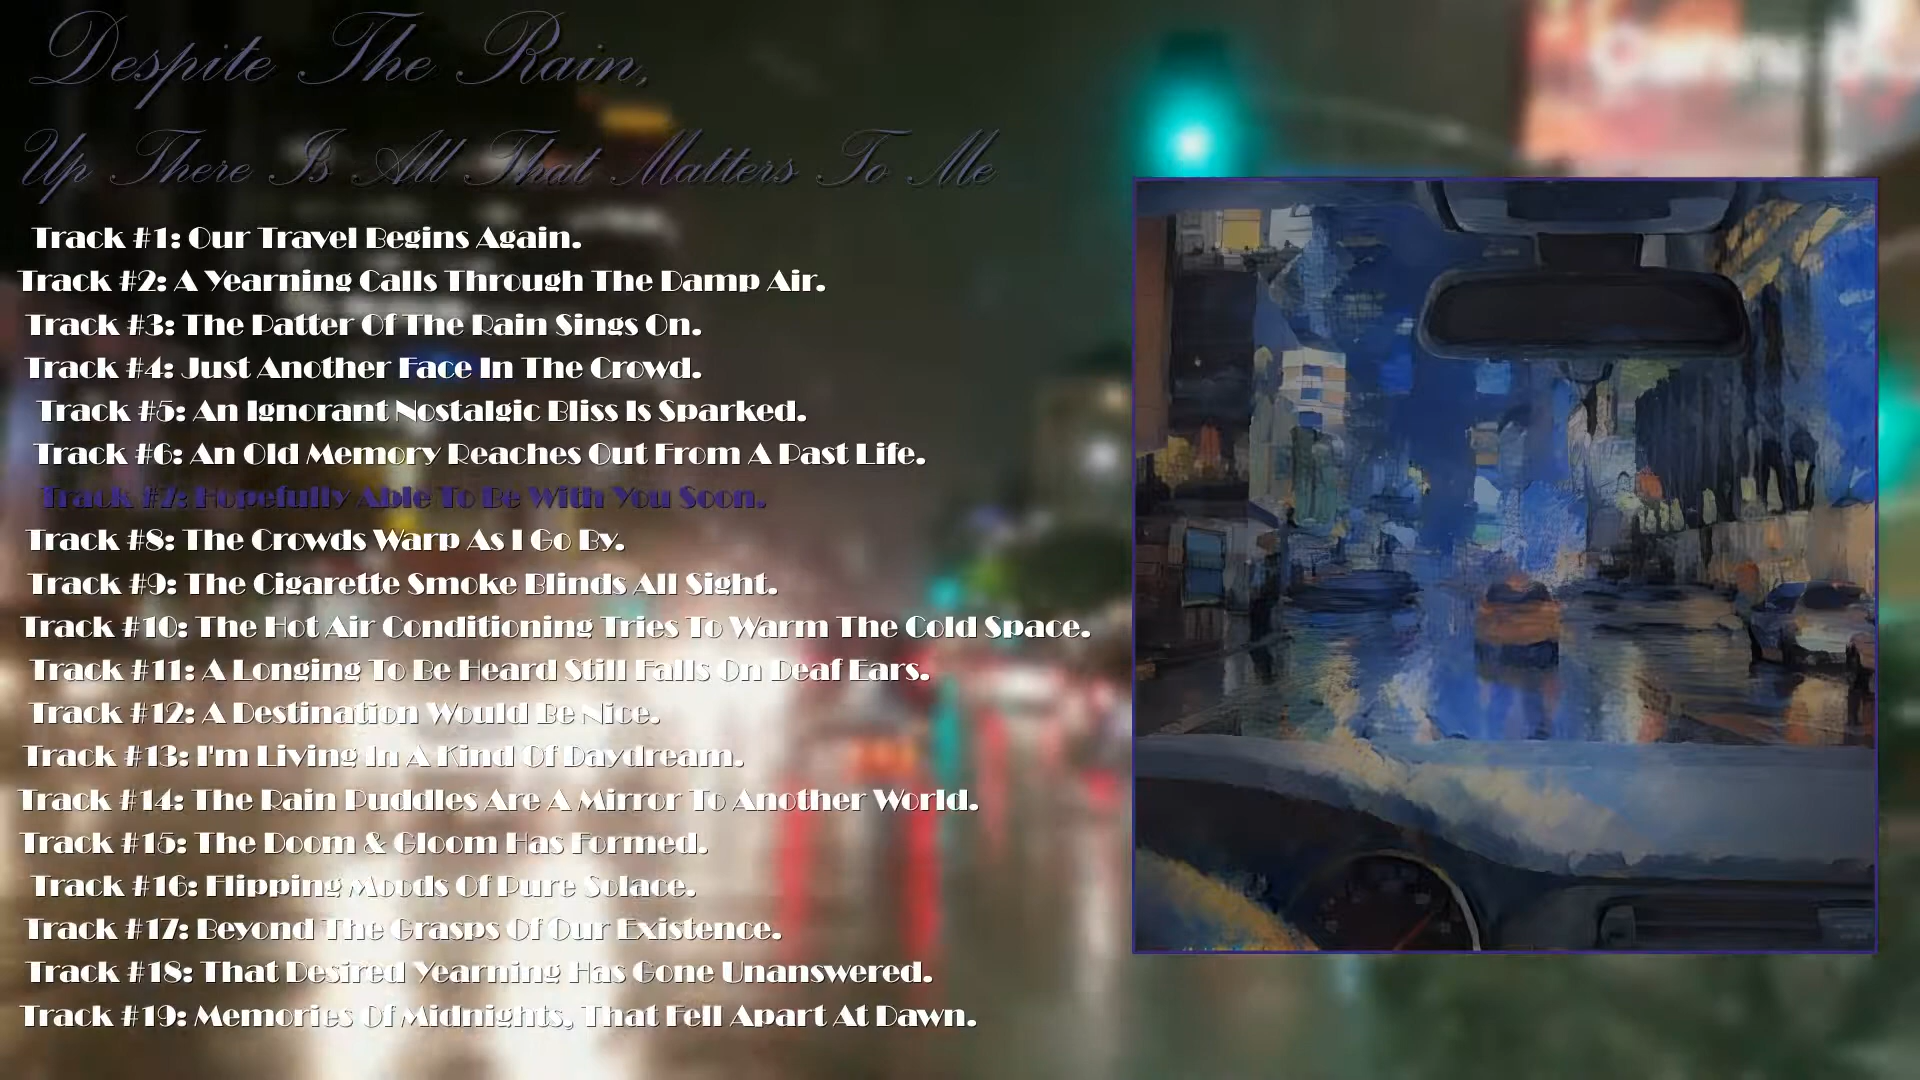 Despite The Rain,
Up There Is All That Matters To Me
Track #1: Our Travel Begins Again.
Track #2: A Yearning Calls Through The Damp Air.
Track #3: The Patter Of The Rain Sings On.
Track #4: Just Another Face In The Crowd.
Track #5: An Ignorant Nostalgic Bliss Is Sparked.
Track #6: An Old Memory Reaches Out From A Past Life.
Track #7: Hopefully Able To Be With You Soon.
Track #8: The Crowds Warp As I Go By.
Track #9: The Cigarette Smoke Blinds All Sight.
Track #10: The Hot Air Conditioning Tries To Warm The Cold Space.
Track #11: A Longing To Be Heard Still Falls On Deaf Ears.
Track #12: A Destination Would Be Nice.
Track #13: I'm Living In A Kind Of Daydream.
Track #14: The Rain Puddles Are A Mirror To Another World.
Track #15: The Doom & Gloom Has Formed.
Track #16: Flipping Moods Of Pure Solace.
Track #17: Beyond The Grasps Of Our Existence.
Track #18: That Desired Yearning Has Gone Unanswered.
Track #19: Memories Of Midnights, That Fell Apart At Dawn.